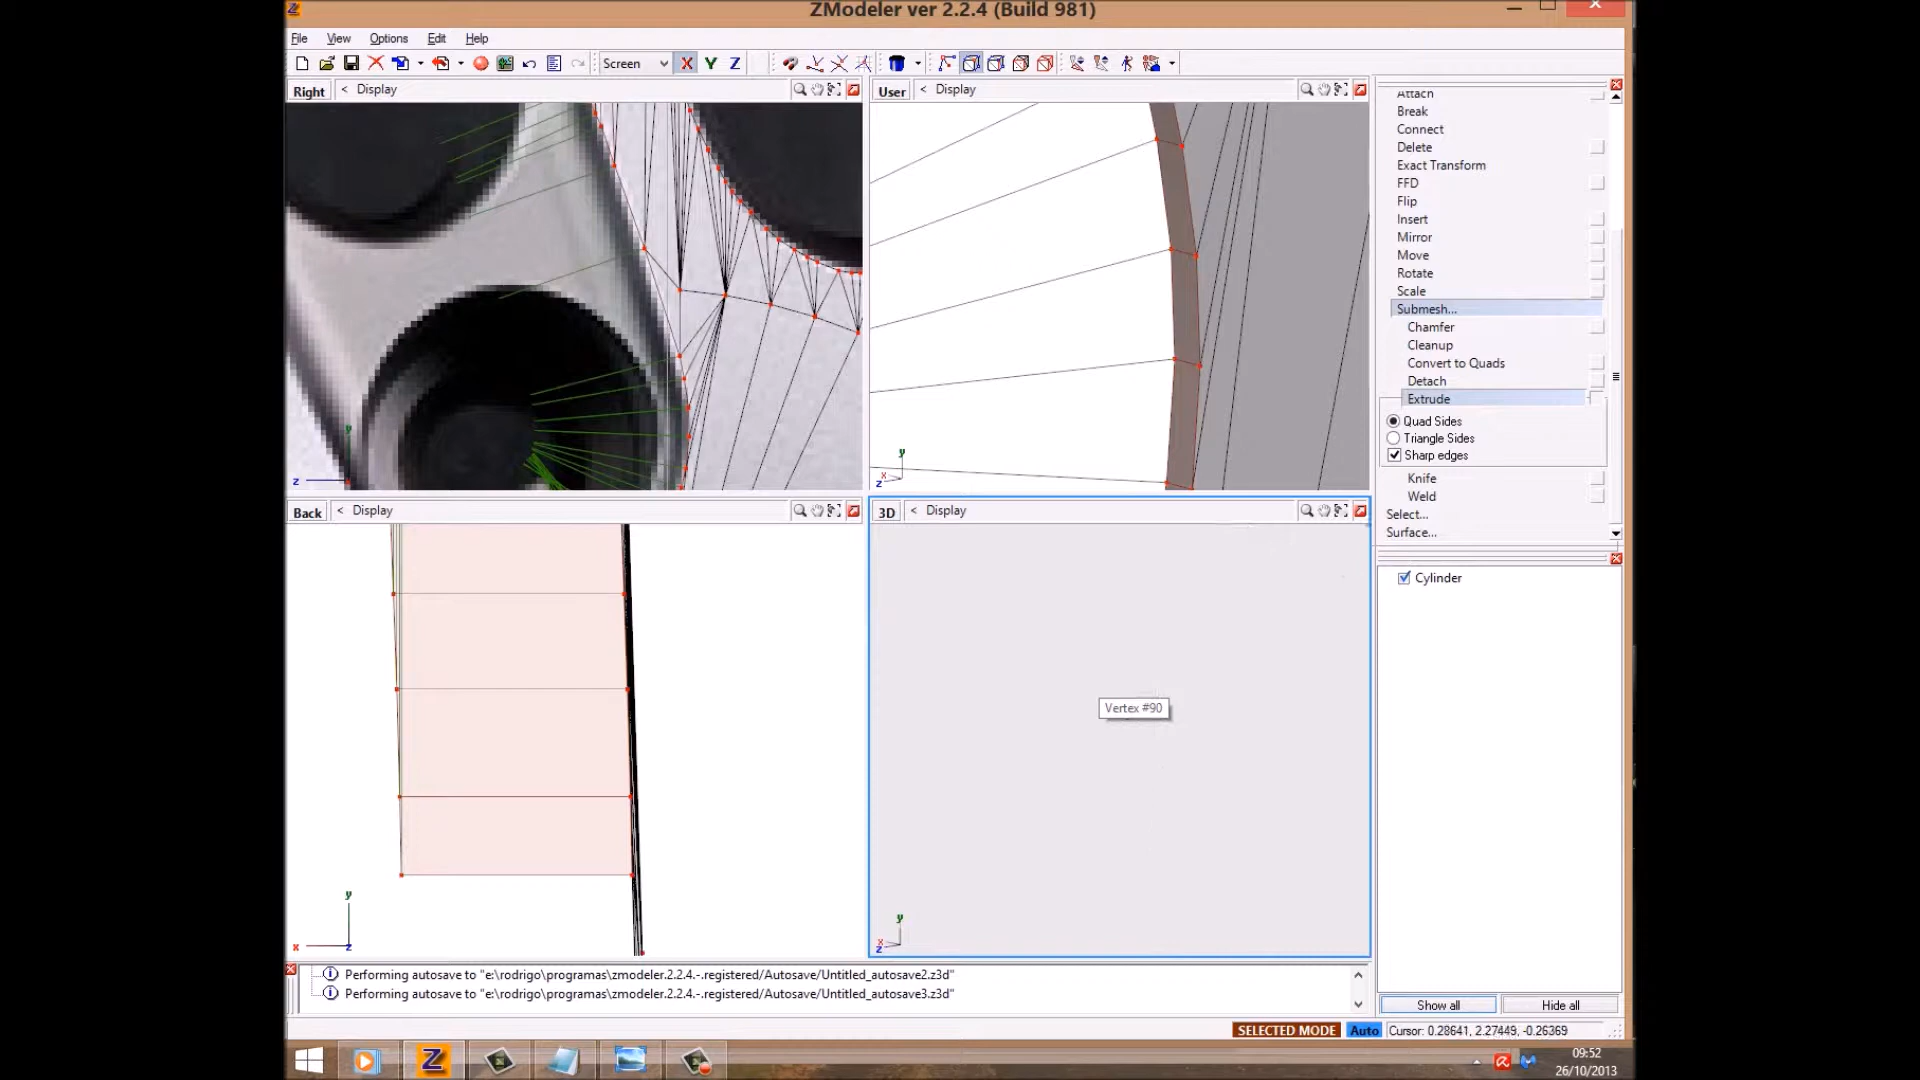 ZModeler ver 2.2.4 (Build 981)
File View Options Edit Help
Screen X Y Z
Right < Display
User < Display
y
z
y
x
z
Back < Display
3D < Display
Vertex #90
y
x
z
y
x
z
Attach
Break
Connect
Delete
Exact Transform
FFD
Flip
Insert
Mirror
Move
Rotate
Scale
Submesh...
Chamfer
Cleanup
Convert to Quads
Detach
Extrude
Quad Sides
Triangle Sides
Sharp edges
Knife
Weld
Select...
Surface...
Cylinder
Show all Hide all
Performing autosave to "e:\rodrigo\programas\zmodeler.2.2.4.-.registered/Autosave/Untitled_autosave2.z3d"
Performing autosave to "e:\rodrigo\programas\zmodeler.2.2.4.-.registered/Autosave/Untitled_autosave3.z3d"
SELECTED MODE Auto Cursor: 0.28641, 2.27449, -0.26369
09:52
26/10/2013